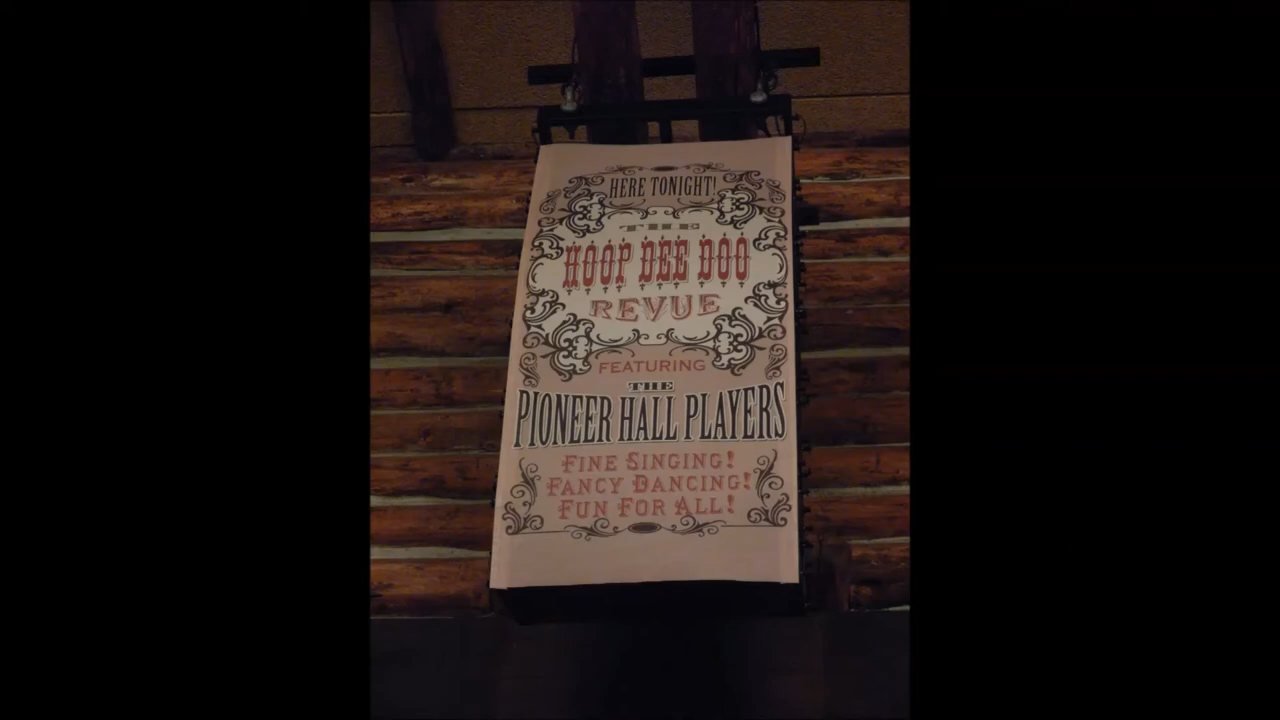 HERE TONIGHT!
THE
HOOP DEE DOO
REVUE
FEATURING
THE
PIONEER HALL PLAYERS
FINE SINGING!
FANCY DANCING!
FUN FOR ALL!